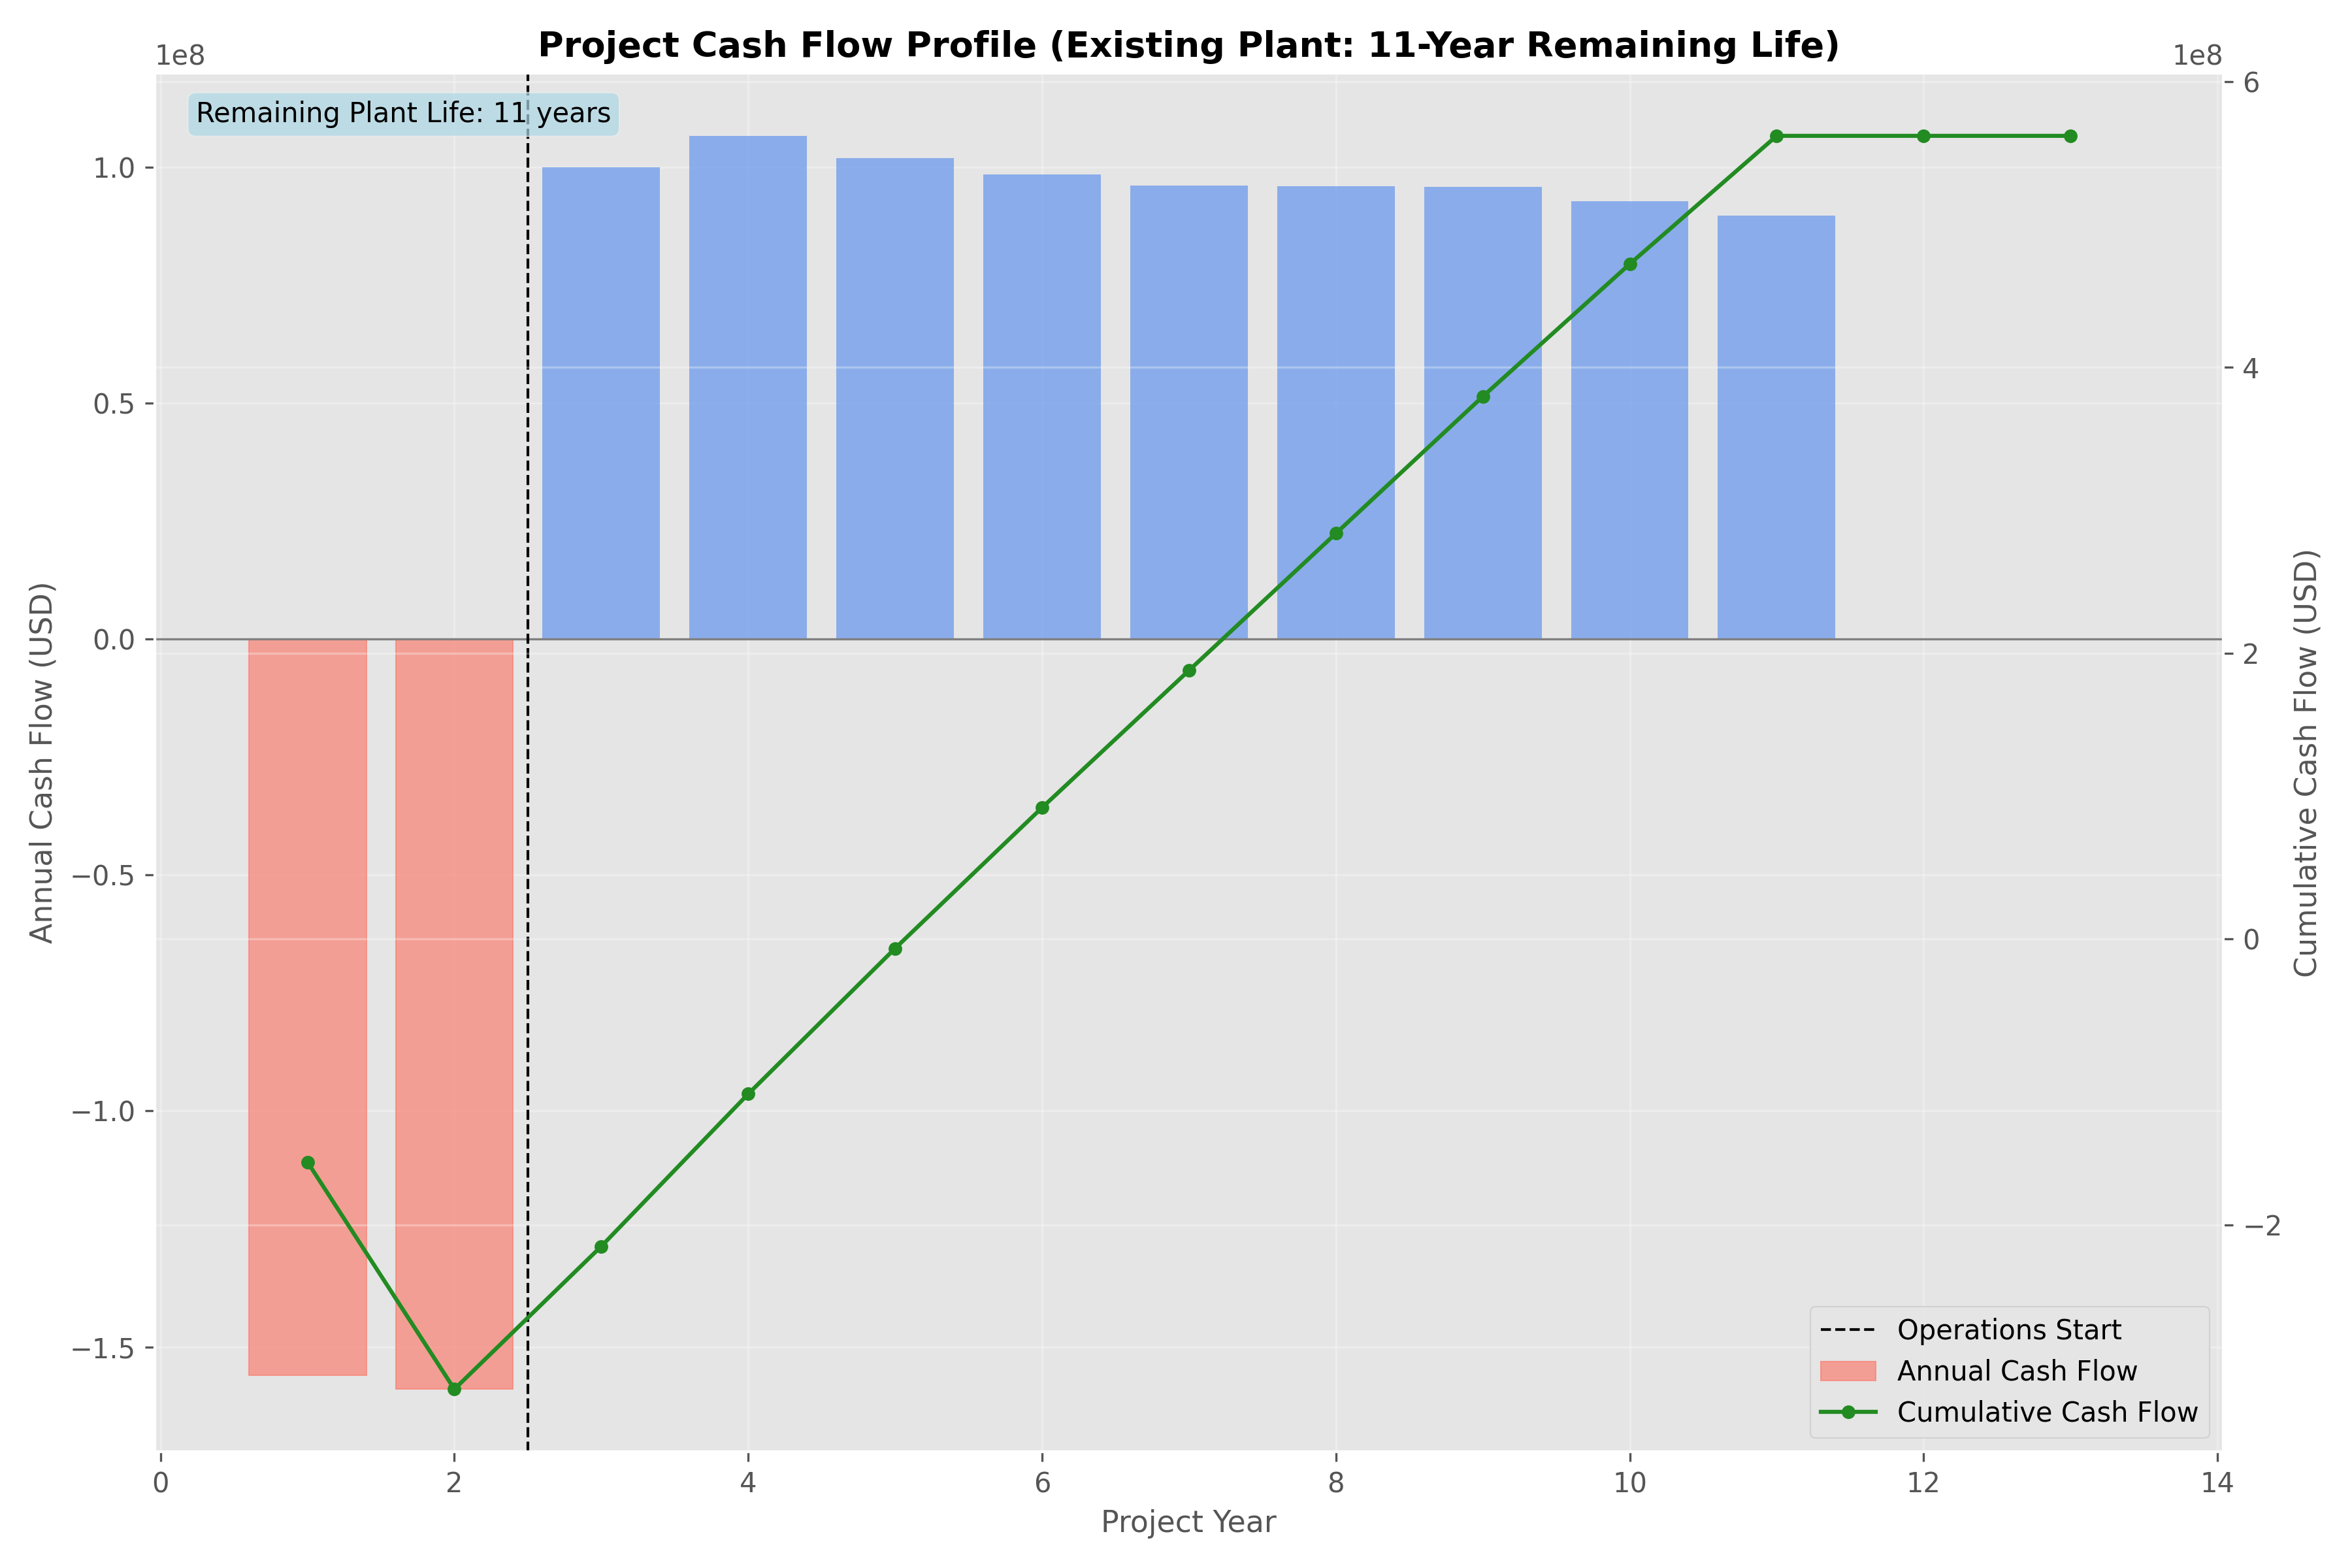 Project Cash Flow Profile (Existing Plant: 11-Year Remaining Life)
1e8
1e8
Remaining Plant Life: 11 years
1.0
0.5
0.0
−0.5
−1.0
−1.5
Annual Cash Flow (USD)
6
4
2
0
−2
Cumulative Cash Flow (USD)
Operations Start
Annual Cash Flow
Cumulative Cash Flow
0 2 4 6 8 10 12 14
Project Year